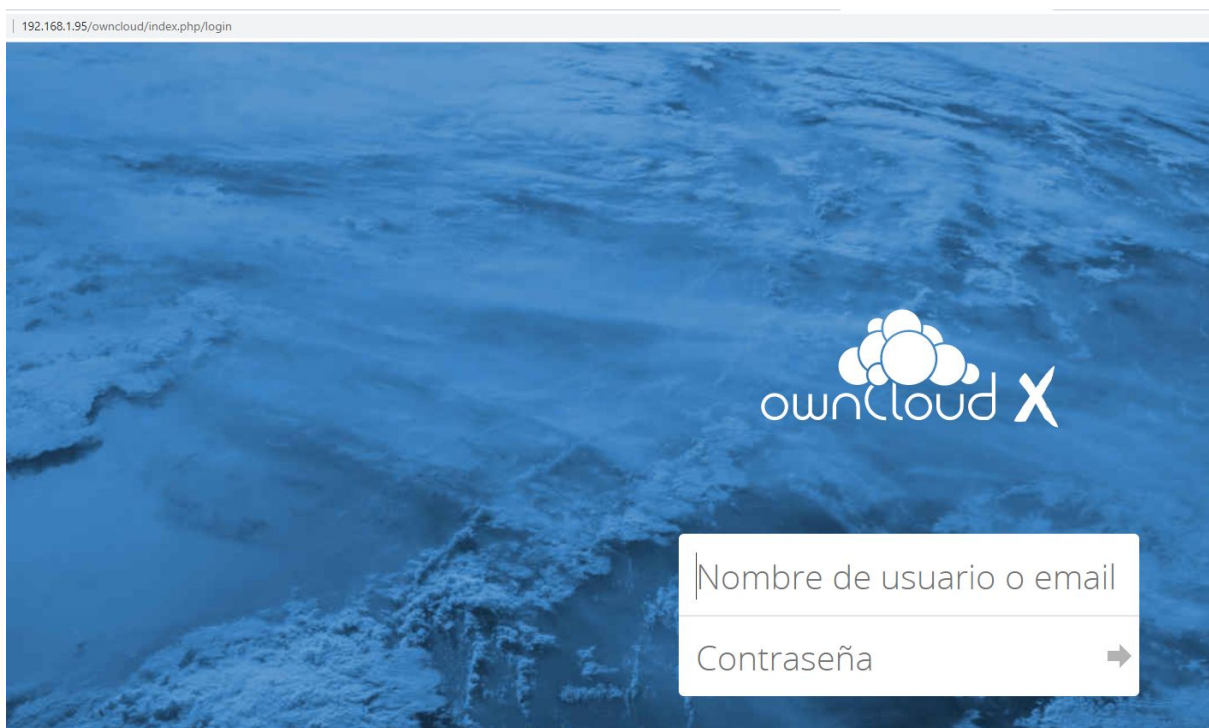 192.168.1.95/owncloud/index.php/login
ownCloud X
Nombre de usuario o email
Contraseña